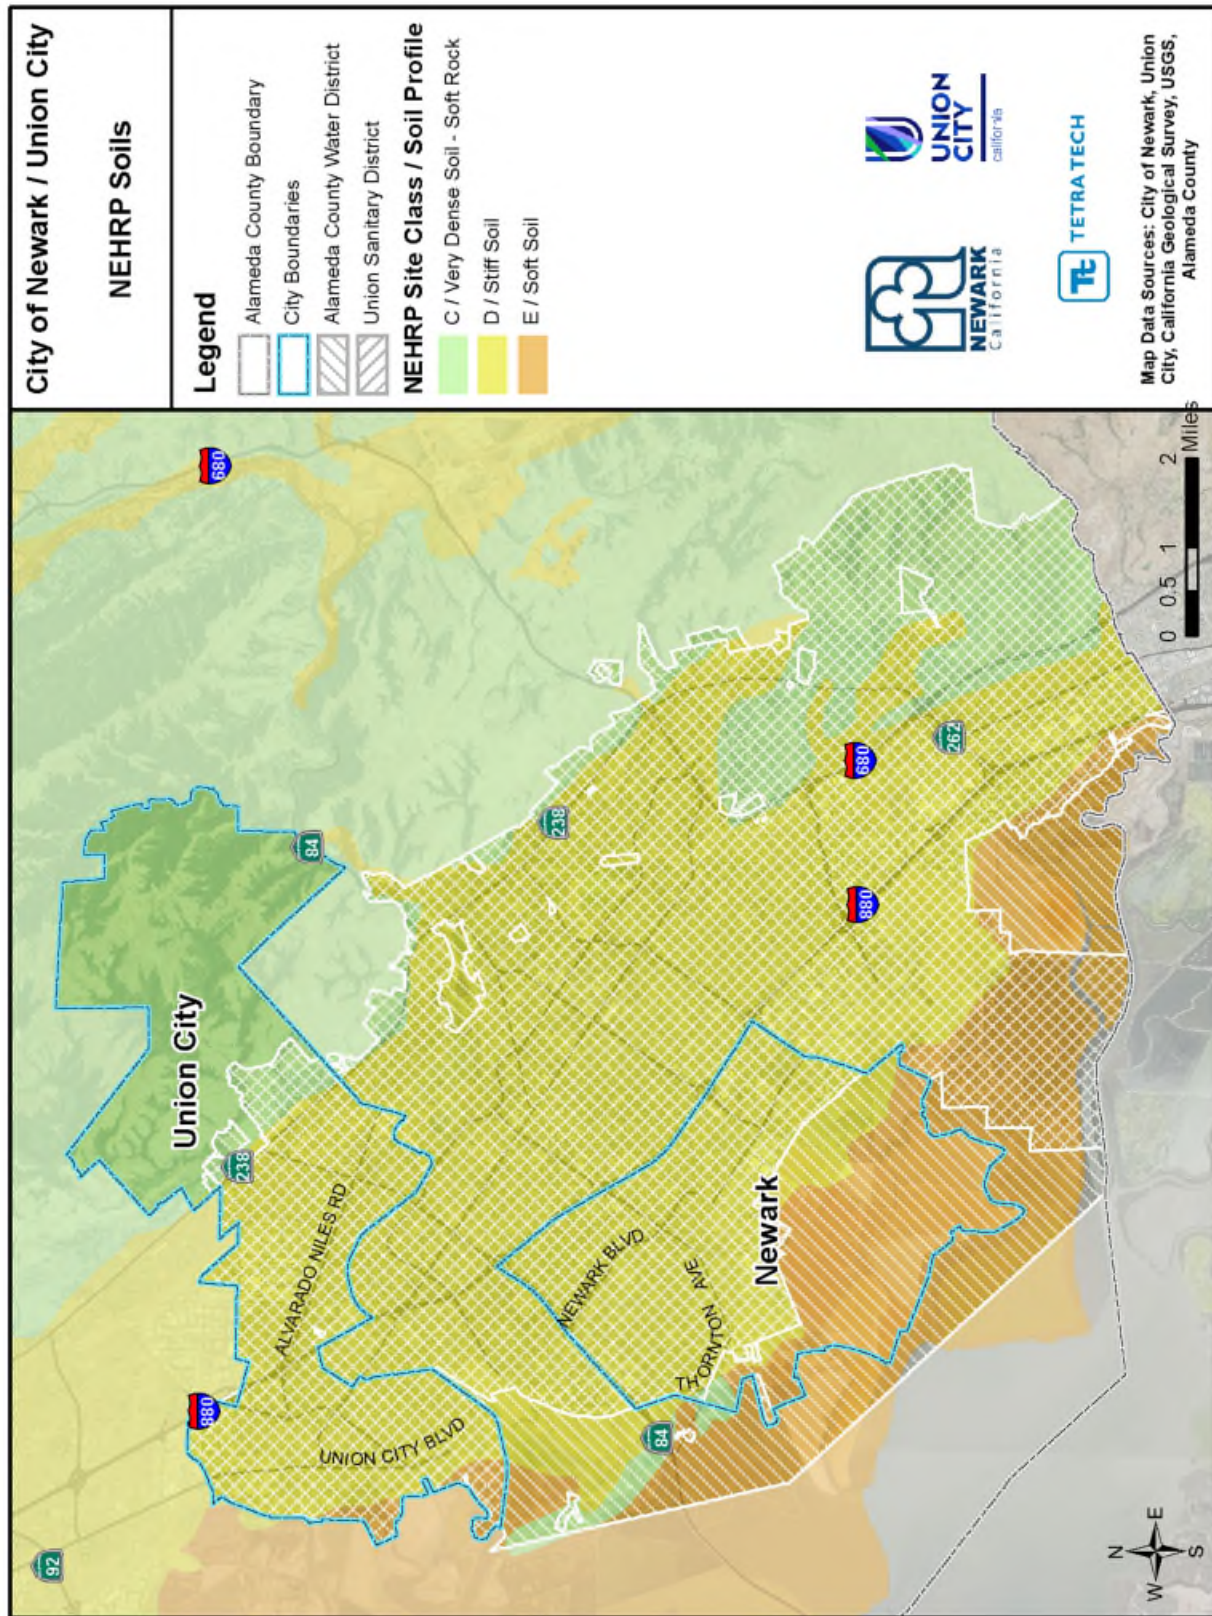 City of Newark / Union City
NEHRP Soils
Legend
Alameda County Boundary
City Boundaries
Alameda County Water District
Union Sanitary District
NEHRP Site Class / Soil Profile
C / Very Dense Soil - Soft Rock
D / Stiff Soil
E / Soft Soil
NEWARK
California
UNION
CITY
california
Tt TETRA TECH
Map Data Sources: City of Newark, Union
City, California Geological Survey, USGS,
Alameda County
92
880
680
Union City
238
84
ALVARADO NILES RD
UNION CITY BLVD
238
84
NEWARK BLVD
THORNTON AVE
Newark
880
680
262
N
W E
S
0 0.5 1 2
Miles